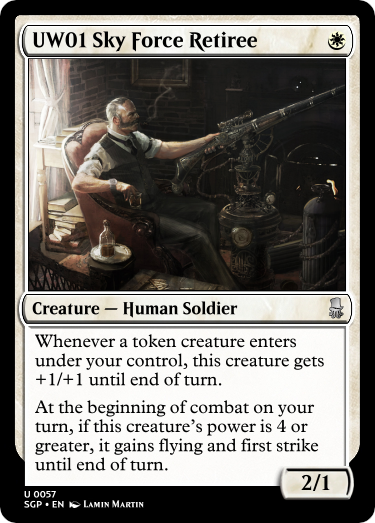 UW01 Sky Force Retiree
Creature — Human Soldier
Whenever a token creature enters
under your control, this creature gets
+1/+1 until end of turn.
At the beginning of combat on your
turn, if this creature's power is 4 or
greater, it gains flying and first strike
until end of turn.
2/1
U 0057
SGP • EN Lamin Martin